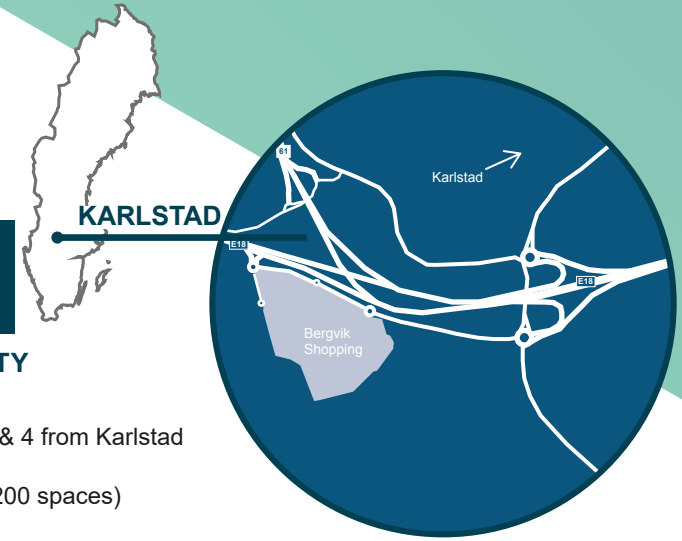 61
Karlstad
KARLSTAD
E18
E18
Bergvik
Shopping
TY
& 4 from Karlstad
200 spaces)